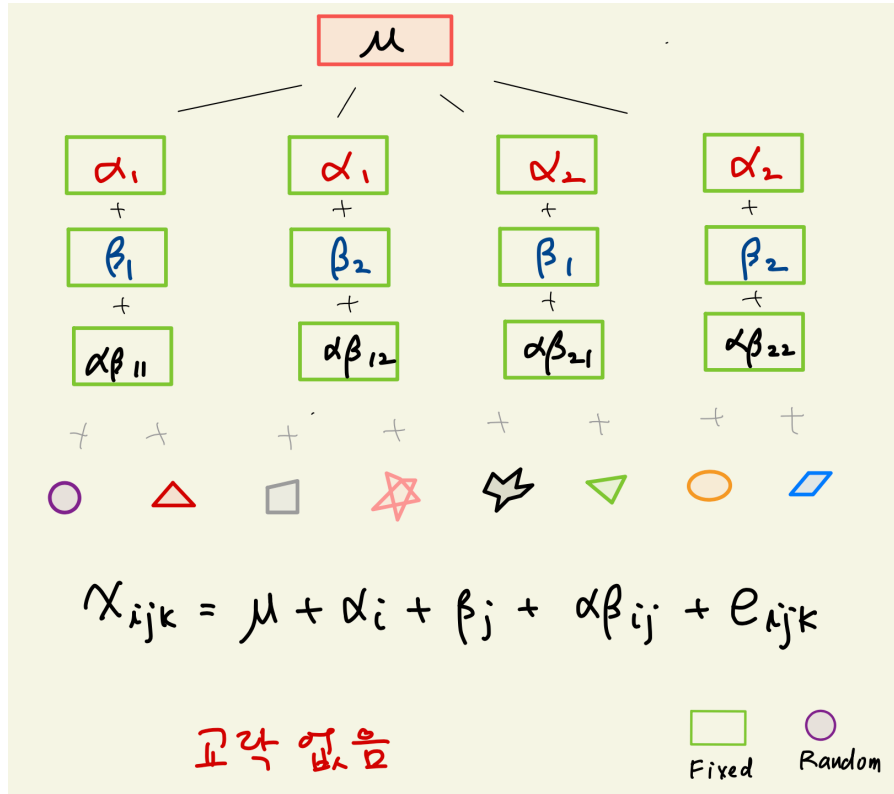 μ
α₁ α₁ α₂ α₂
+ + + +
β₁ β₂ β₁ β₂
+ + + +
αβ₁₁ αβ₁₂ αβ₂₁ αβ₂₂
+ + + + + + + +
xᵢⱼₖ = μ + αᵢ + βⱼ + αβᵢⱼ + eᵢⱼₖ
교락 없음
Fixed Random